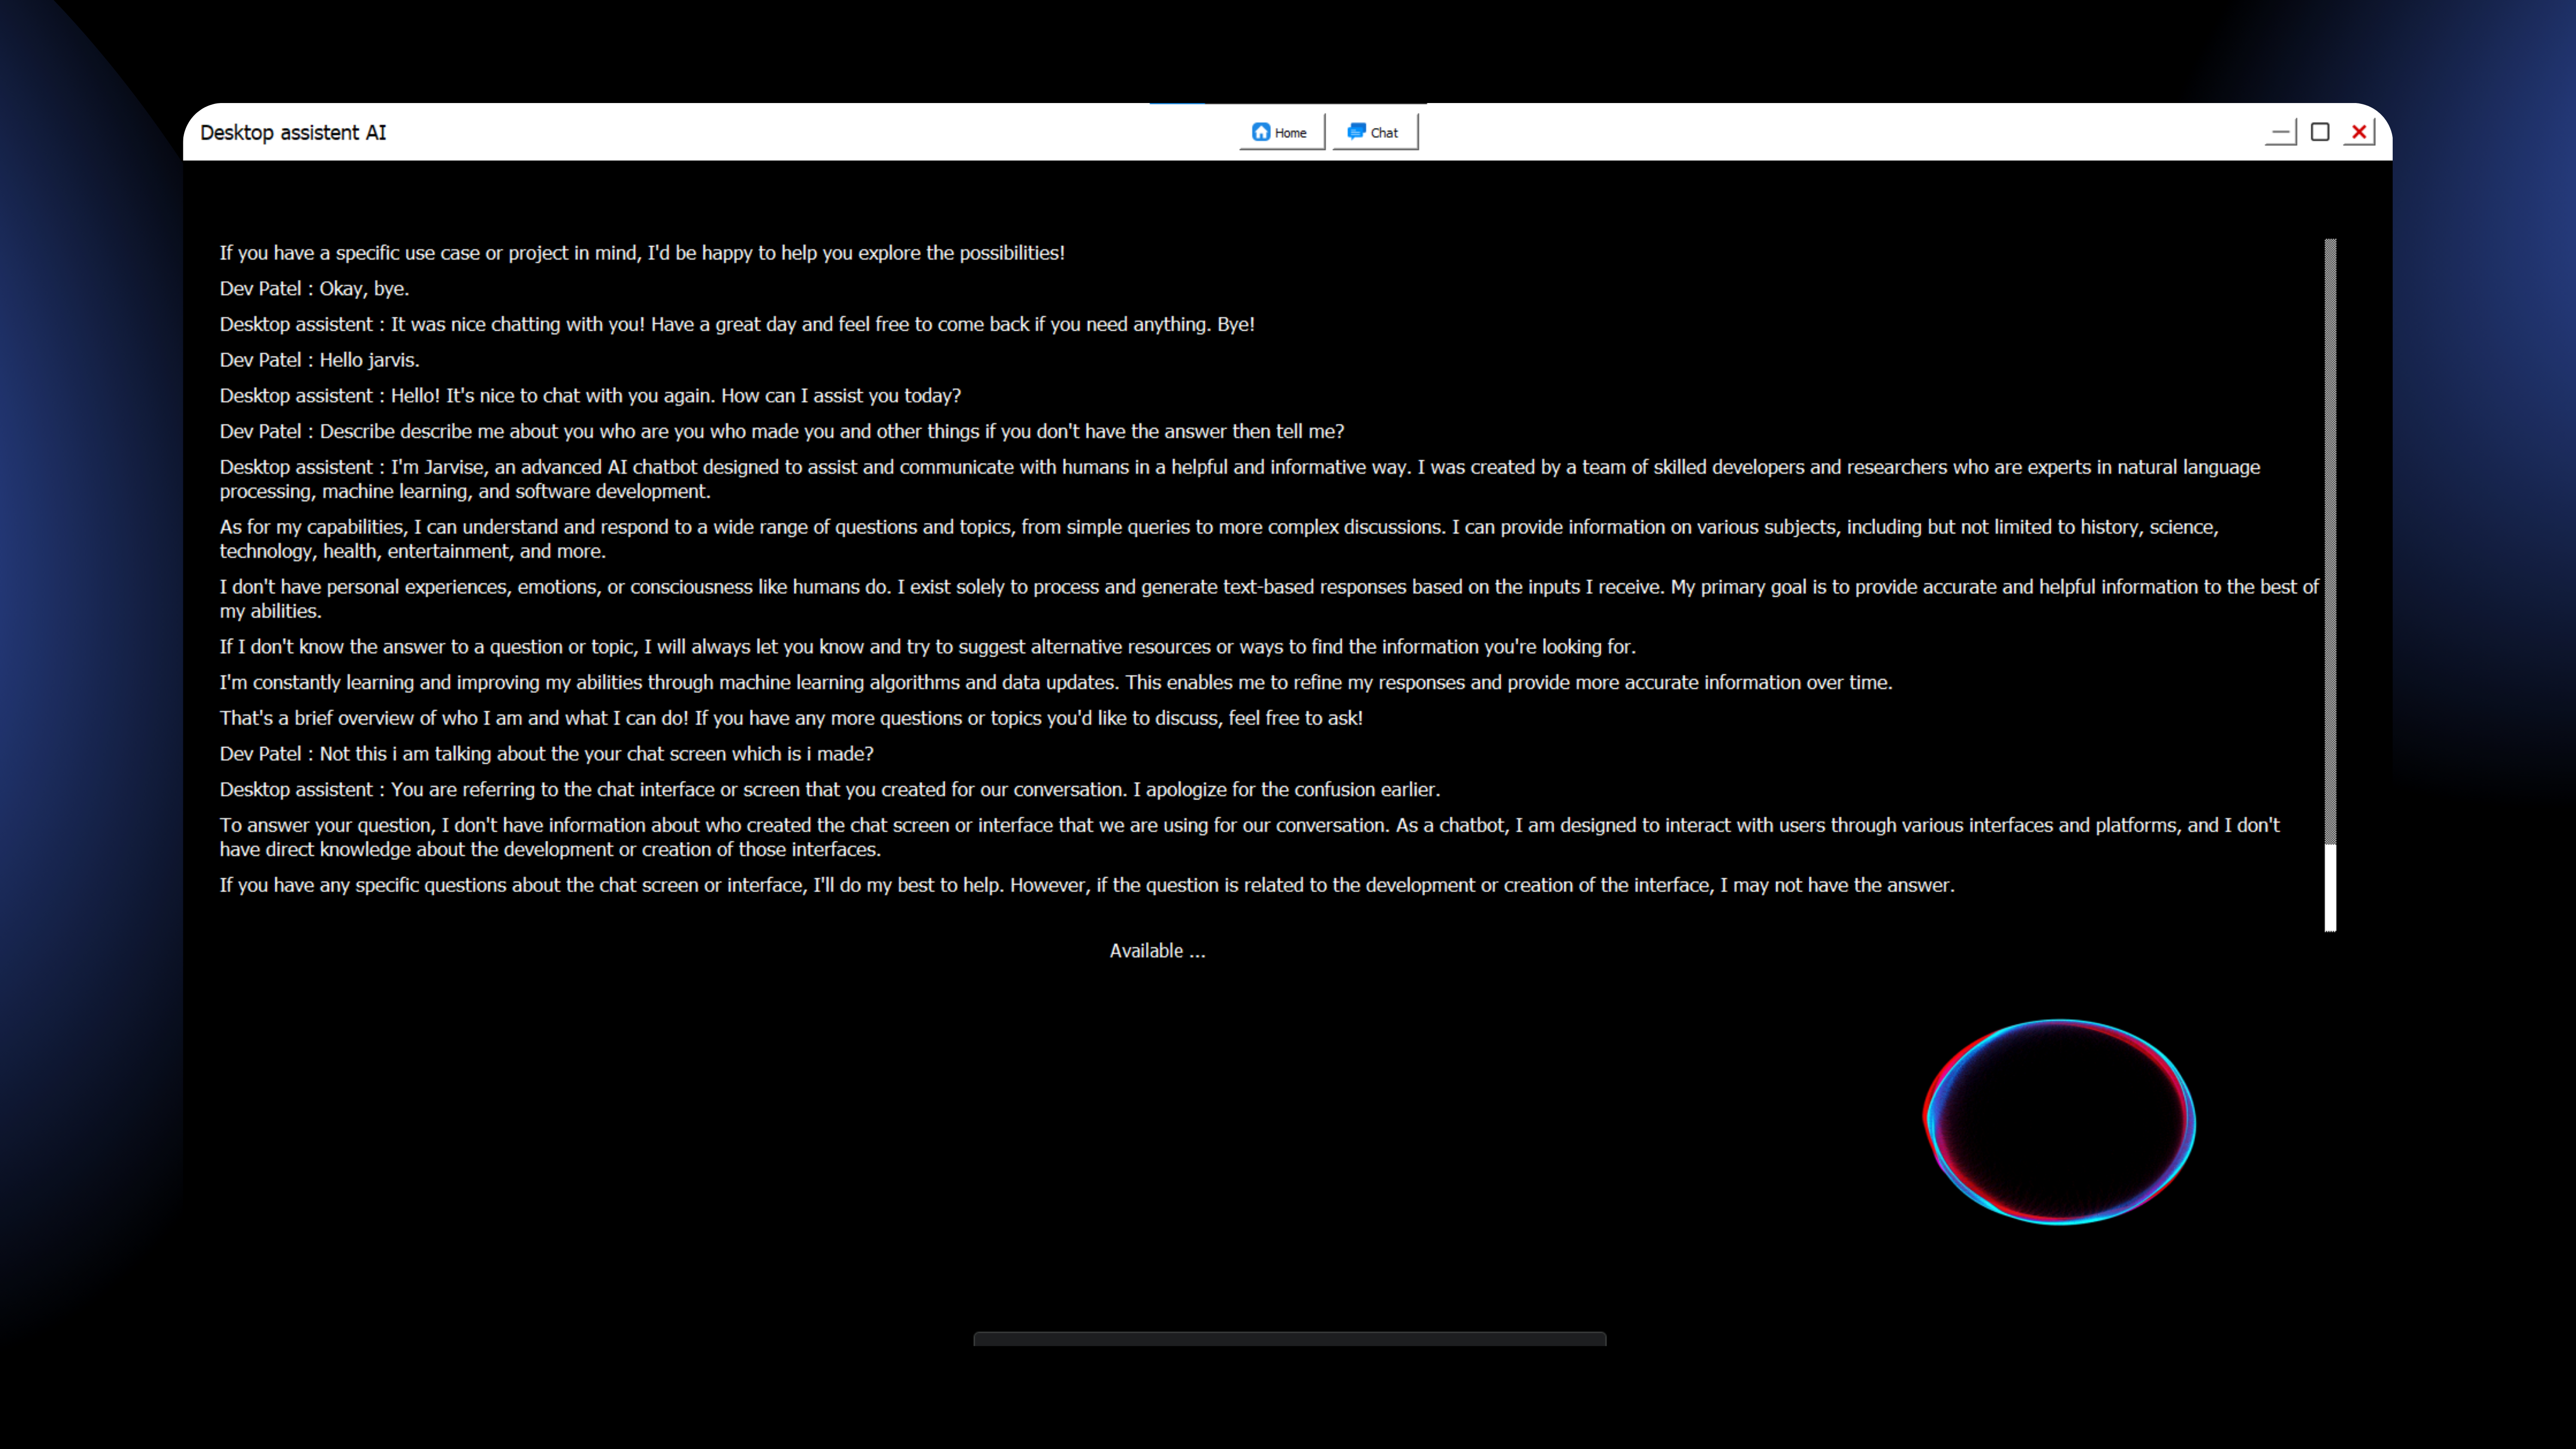 Desktop assistent AI
Home
Chat
If you have a specific use case or project in mind, I'd be happy to help you explore the possibilities!
Dev Patel : Okay, bye.
Desktop assistent : It was nice chatting with you! Have a great day and feel free to come back if you need anything. Bye!
Dev Patel : Hello jarvis.
Desktop assistent : Hello! It's nice to chat with you again. How can I assist you today?
Dev Patel : Describe describe me about you who are you who made you and other things if you don't have the answer then tell me?
Desktop assistent : I'm Jarvise, an advanced AI chatbot designed to assist and communicate with humans in a helpful and informative way. I was created by a team of skilled developers and researchers who are experts in natural language
processing, machine learning, and software development.
As for my capabilities, I can understand and respond to a wide range of questions and topics, from simple queries to more complex discussions. I can provide information on various subjects, including but not limited to history, science,
technology, health, entertainment, and more.
I don't have personal experiences, emotions, or consciousness like humans do. I exist solely to process and generate text-based responses based on the inputs I receive. My primary goal is to provide accurate and helpful information to the best of
my abilities.
If I don't know the answer to a question or topic, I will always let you know and try to suggest alternative resources or ways to find the information you're looking for.
I'm constantly learning and improving my abilities through machine learning algorithms and data updates. This enables me to refine my responses and provide more accurate information over time.
That's a brief overview of who I am and what I can do! If you have any more questions or topics you'd like to discuss, feel free to ask!
Dev Patel : Not this i am talking about the your chat screen which is i made?
Desktop assistent : You are referring to the chat interface or screen that you created for our conversation. I apologize for the confusion earlier.
To answer your question, I don't have information about who created the chat screen or interface that we are using for our conversation. As a chatbot, I am designed to interact with users through various interfaces and platforms, and I don't
have direct knowledge about the development or creation of those interfaces.
If you have any specific questions about the chat screen or interface, I'll do my best to help. However, if the question is related to the development or creation of the interface, I may not have the answer.
Available ...